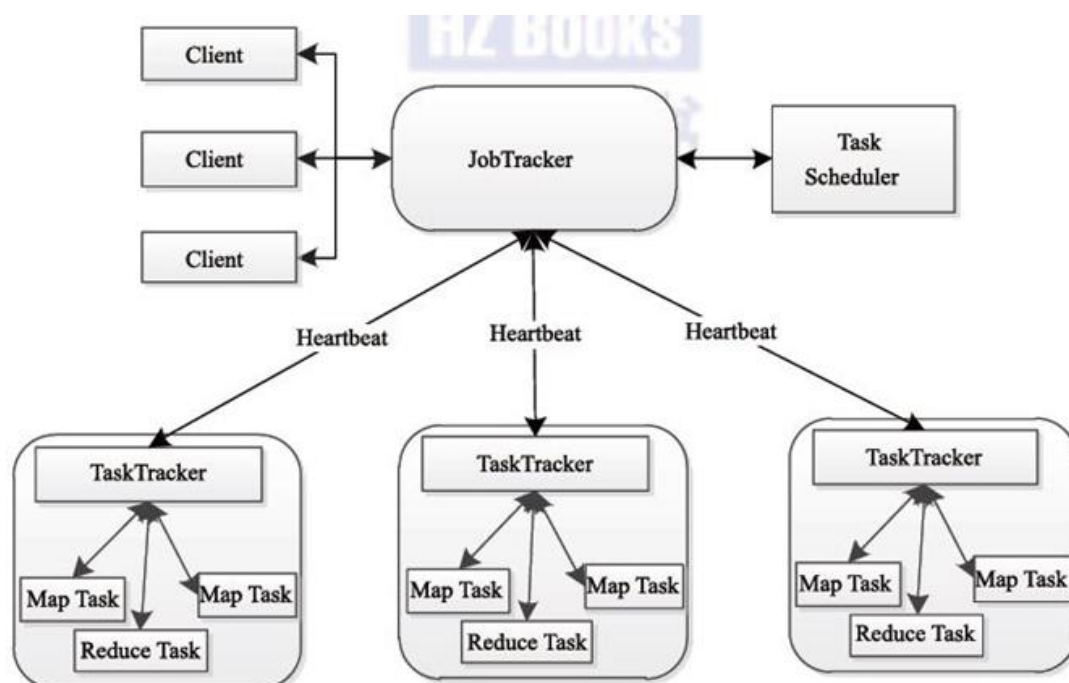 HZ BOOKS
Client
Client
Client
JobTracker
Task
Scheduler
Heartbeat
Heartbeat
Heartbeat
TaskTracker
Map Task
Map Task
Reduce Task
TaskTracker
Map Task
Map Task
Reduce Task
TaskTracker
Map Task
Map Task
Reduce Task